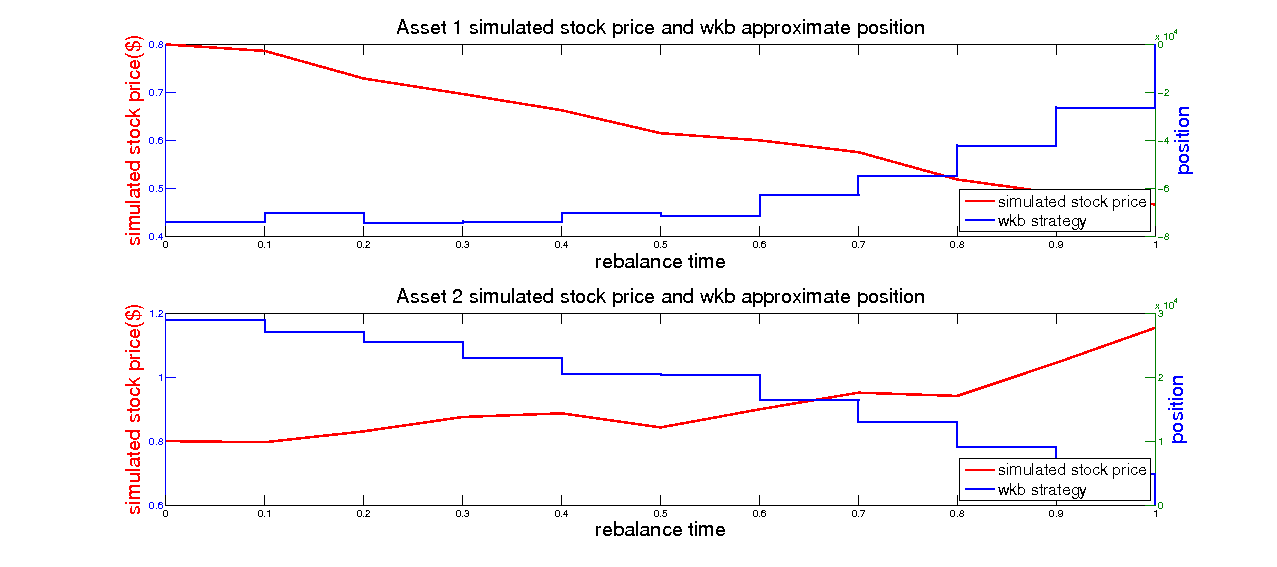 Asset 1 simulated stock price and wkb approximate position
simulated stock price($)
0.8
0.7
0.6
0.5
0.4
x 10^4
0
-2
-4
-6
-8
position
simulated stock price
wkb strategy
0 0.1 0.2 0.3 0.4 0.5 0.6 0.7 0.8 0.9 1
rebalance time
Asset 2 simulated stock price and wkb approximate position
simulated stock price($)
1.2
1
0.8
0.6
x 10^4
3
2
1
0
position
simulated stock price
wkb strategy
0 0.1 0.2 0.3 0.4 0.5 0.6 0.7 0.8 0.9 1
rebalance time